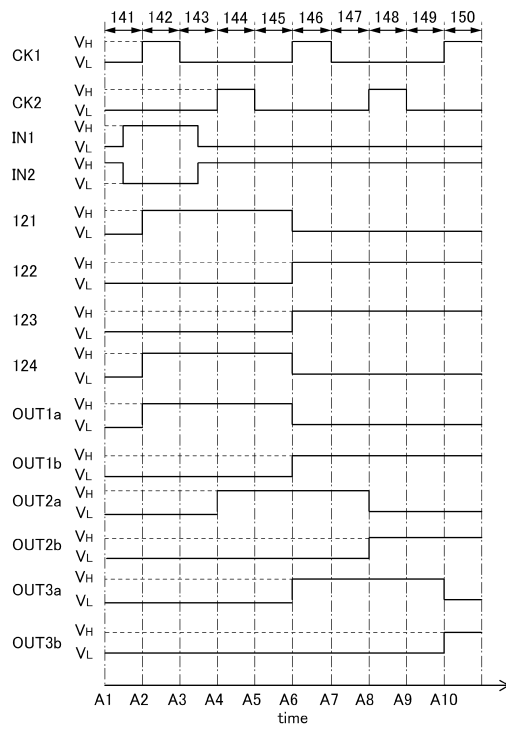 141 142 143 144 145 146 147 148 149 150
CK1 VH VL
CK2 VH VL
IN1 VH VL
IN2 VH VL
121 VH VL
122 VH VL
123 VH VL
124 VH VL
OUT1a VH VL
OUT1b VH VL
OUT2a VH VL
OUT2b VH VL
OUT3a VH VL
OUT3b VH VL
A1 A2 A3 A4 A5 A6 A7 A8 A9 A10
time